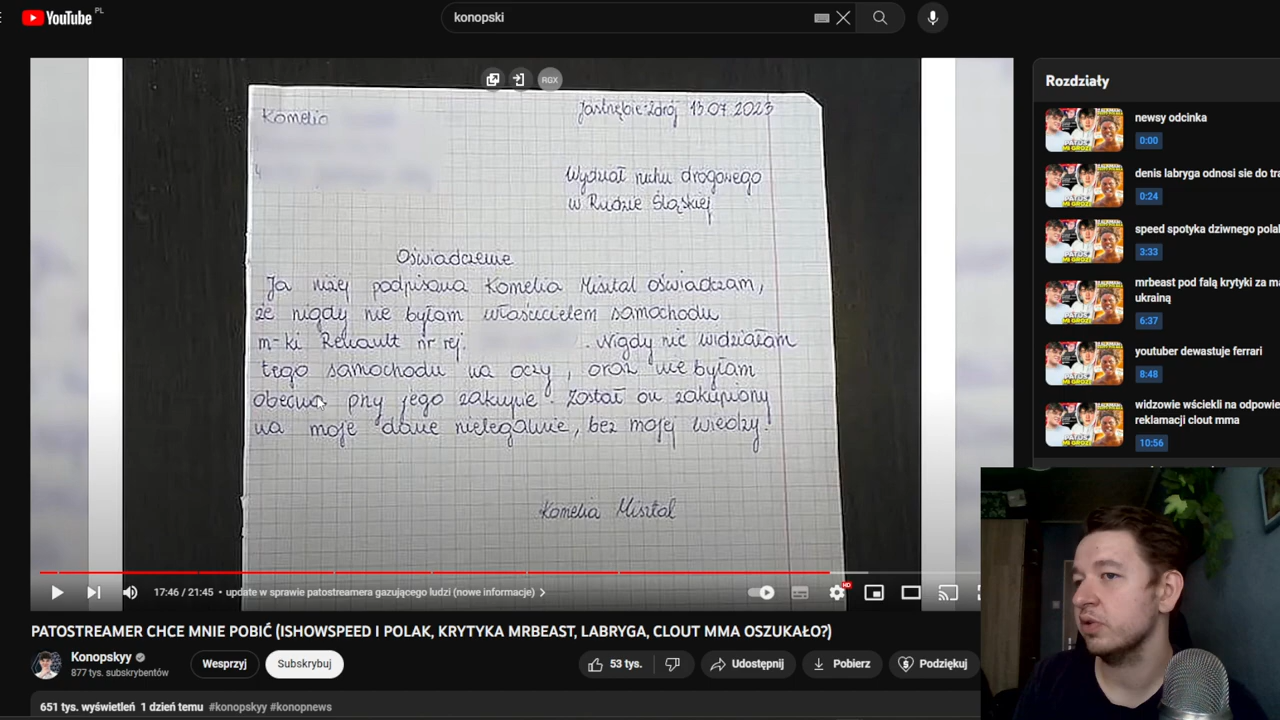 YouTube PL
konopski
RGX
Kornelia
Jastrzębie-Zdrój 13.07.2023
Wydział ruchu drogowego
w Rudzie Śląskiej
Oświadczenie
Ja niżej podpisana Kornelia Misztal oświadczam,
że nigdy nie byłam właścicielem samochodu
m-ki Renault nr rej. . Nigdy nie widziałam
tego samochodu na oczy, oraz nie byłam
obecna przy jego zakupie. Został on zakupiony
na moje dane nielegalnie, bez mojej wiedzy.
Kornelia Misztal
17:46 / 21:45 • update w sprawie patostreamera gazującego ludzi (nowe informacje)
HD
PATOSTREAMER CHCE MNIE POBIĆ (ISHOWSPEED I POLAK, KRYTYKA MRBEAST, LABRYGA, CLOUT MMA OSZUKAŁO?)
Konopskyy
877 tys. subskrybentów
Wesprzyj
Subskrybuj
53 tys.
Udostępnij
Pobierz
Podziękuj
651 tys. wyświetleń 1 dzień temu #konopskyy #konopnews
Rozdziały
newsy odcinka
0:00
denis labryga odnosi sie do tra
0:24
speed spotyka dziwnego polak
3:33
mrbeast pod falą krytyki za ma
ukrainą
6:37
youtuber dewastuje ferrari
8:48
widzowie wściekli na odpowie
reklamacji clout mma
10:56